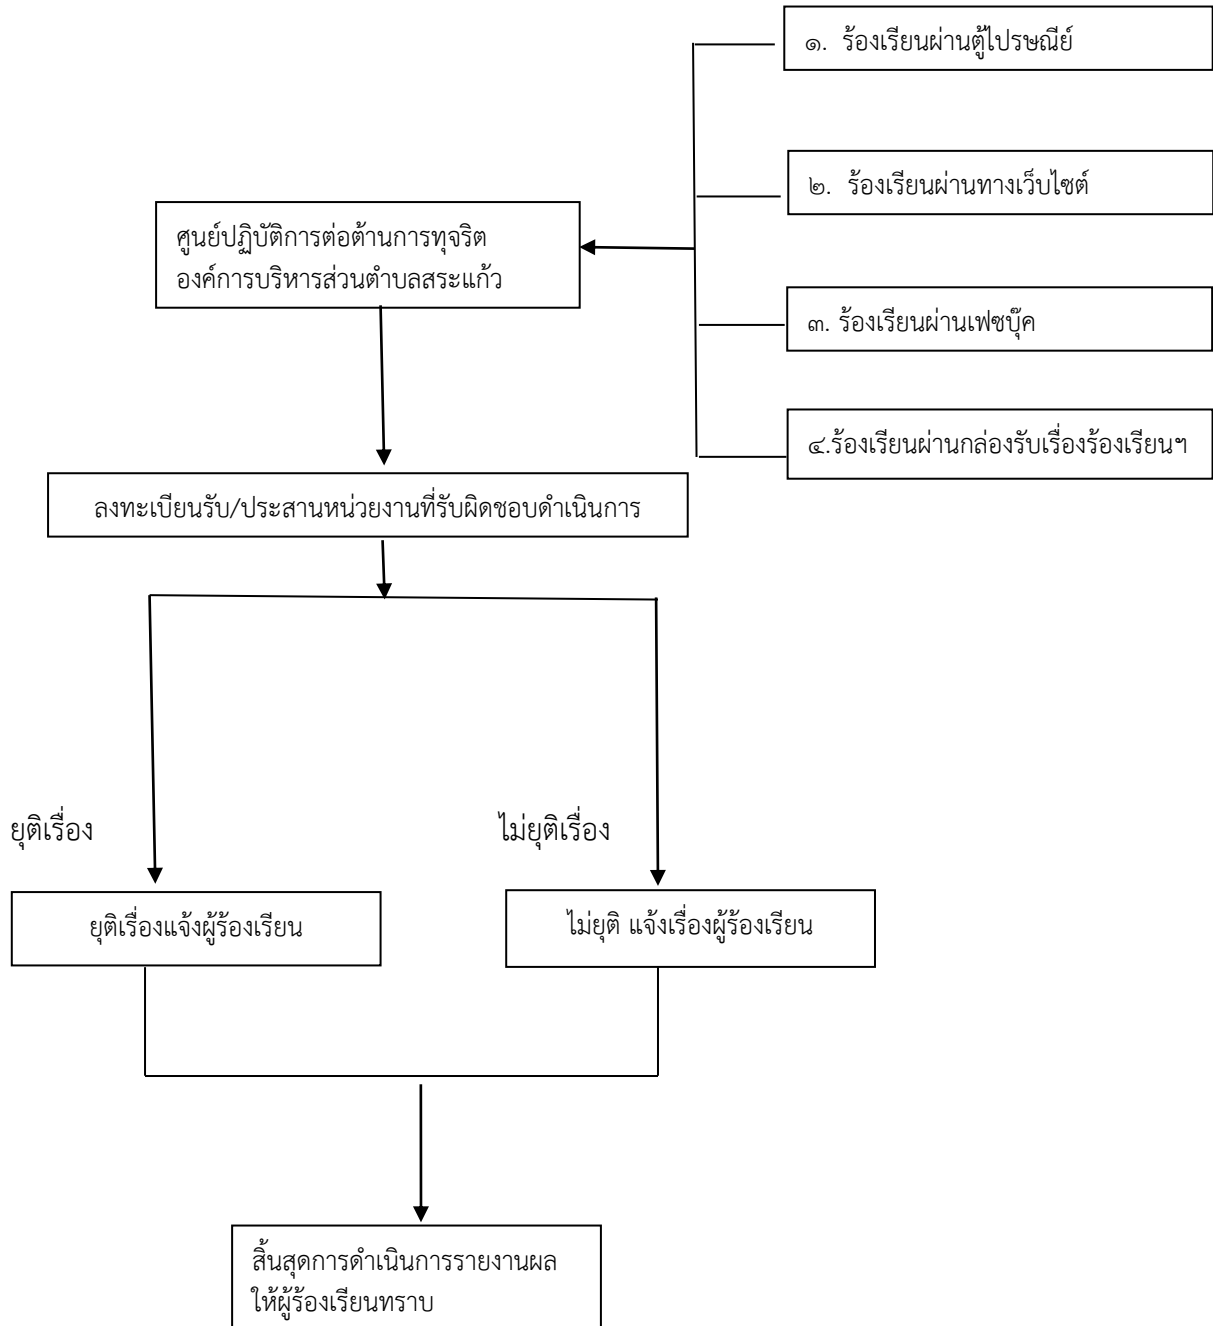 ๑. ร้องเรียนผ่านตู้ไปรษณีย์
๒. ร้องเรียนผ่านทางเว็บไซต์
ศูนย์ปฏิบัติการต่อต้านการทุจริต
องค์การบริหารส่วนตำบลสระแก้ว
๓. ร้องเรียนผ่านเฟซบุ๊ค
๔.ร้องเรียนผ่านกล่องรับเรื่องร้องเรียนฯ
ลงทะเบียนรับ/ประสานหน่วยงานที่รับผิดชอบดำเนินการ
ยุติเรื่อง
ไม่ยุติเรื่อง
ยุติเรื่องแจ้งผู้ร้องเรียน
ไม่ยุติ แจ้งเรื่องผู้ร้องเรียน
สิ้นสุดการดำเนินการรายงานผล
ให้ผู้ร้องเรียนทราบ